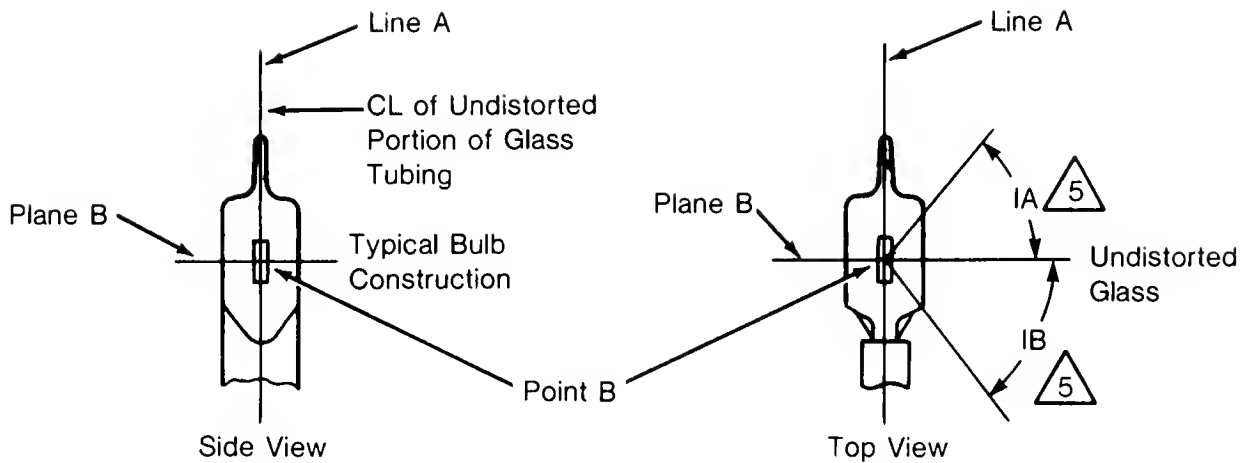 Line A
CL of Undistorted
Portion of Glass
Tubing
Plane B
Typical Bulb
Construction
Point B
Side View
Line A
Plane B
IA
5
Undistorted
Glass
IB
5
Top View